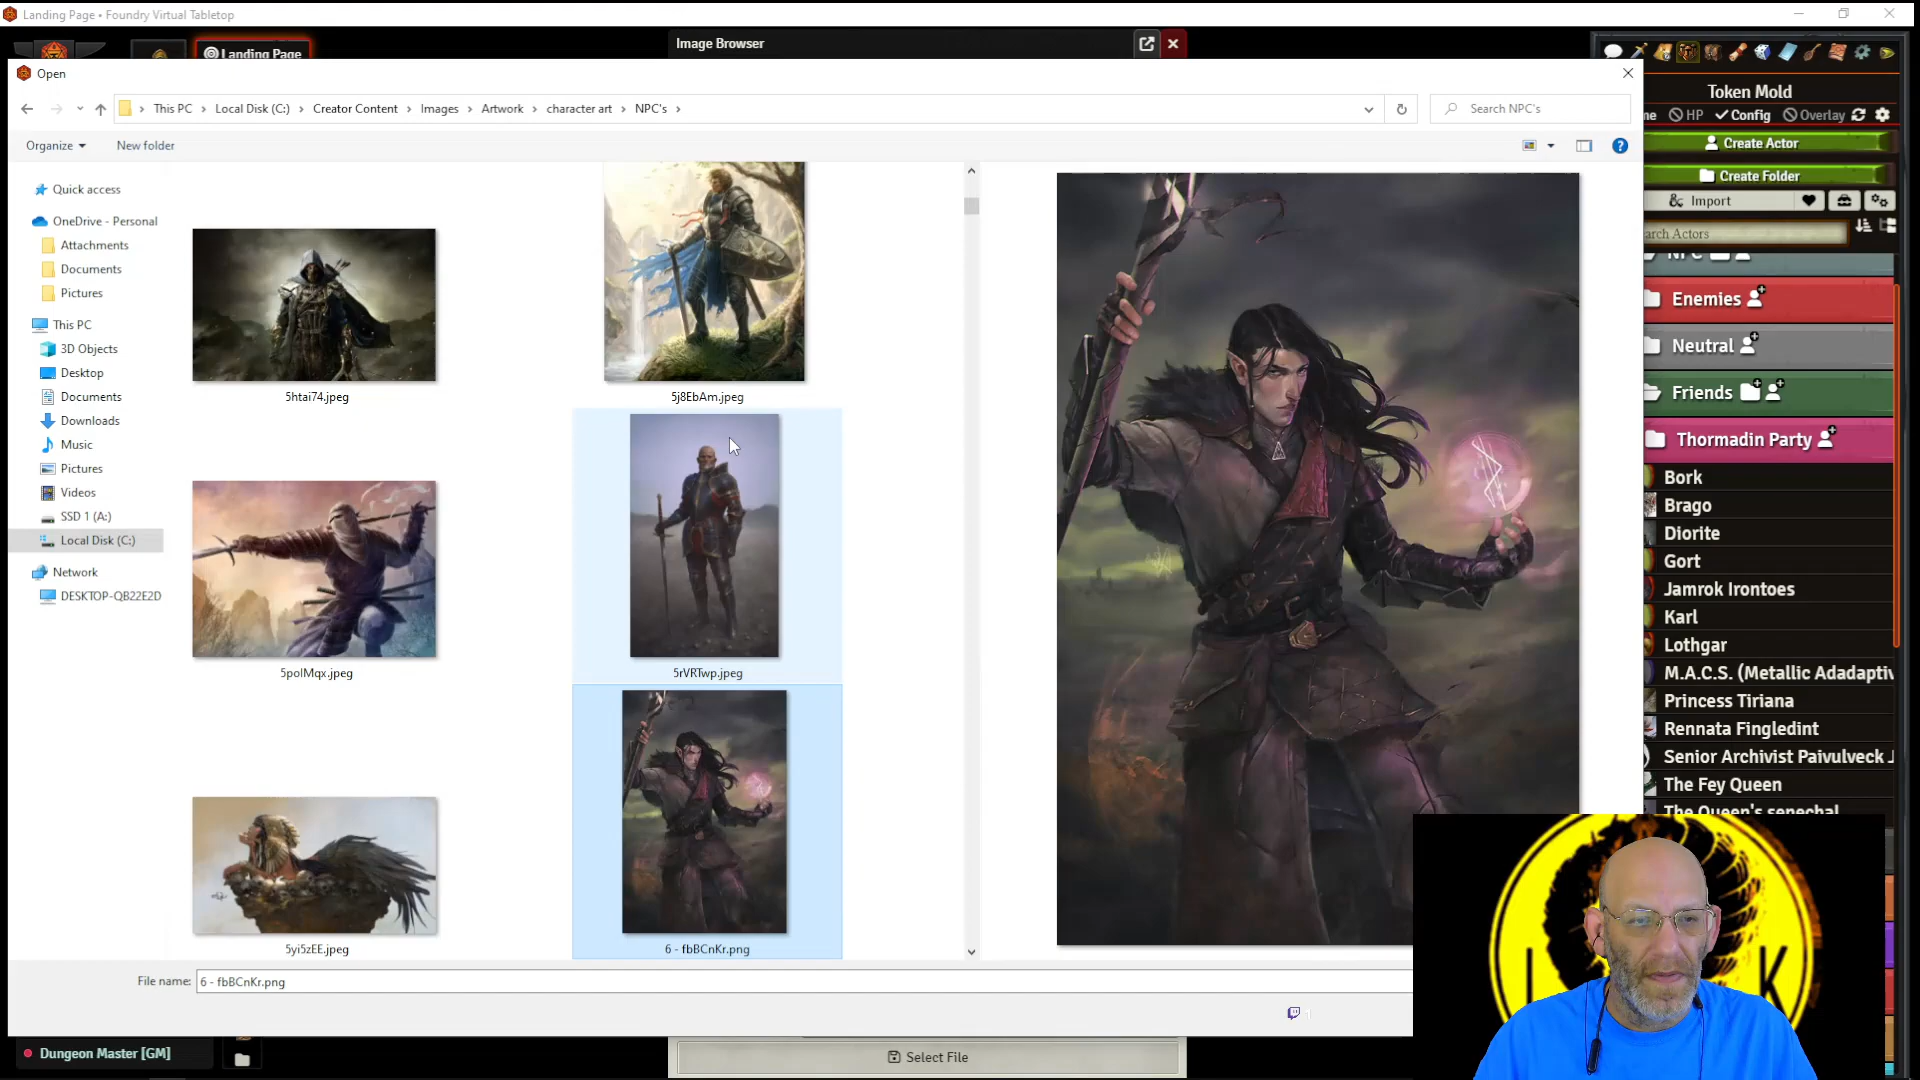 Landing Page • Foundry Virtual Tabletop
Landing Page
Image Browser
Open
This PC
Local Disk (C:)
Creator Content
Images
Artwork
character art
NPC's
Search NPC's
Organize
New folder
Quick access
OneDrive - Personal
Attachments
Documents
Pictures
This PC
3D Objects
Desktop
Documents
Downloads
Music
Pictures
Videos
SSD 1 (A:)
Local Disk (C:)
Network
DESKTOP-QB22E2D
5htai74.jpeg
5j8EbAm.jpeg
5rVRTwp.jpeg
5yi5zEE.jpeg
6 - fbBCnKr.png
File name:
6 - fbBCnKr.png
1
Dungeon Master [GM]
Select File
Token Mold
me
HP
Config
Overlay
Create Actor
Create Folder
Import
arch Actors
NPC
Enemies
Neutral
Friends
Thormadin Party
Bork
Brago
Diorite
Gort
Jamrok Irontoes
Karl
Lothgar
M.A.C.S. (Metallic Adadaptiv
Princess Tiriana
Rennata Fingledint
Senior Archivist Paivulveck J
The Fey Queen
The Queen's senechal
K